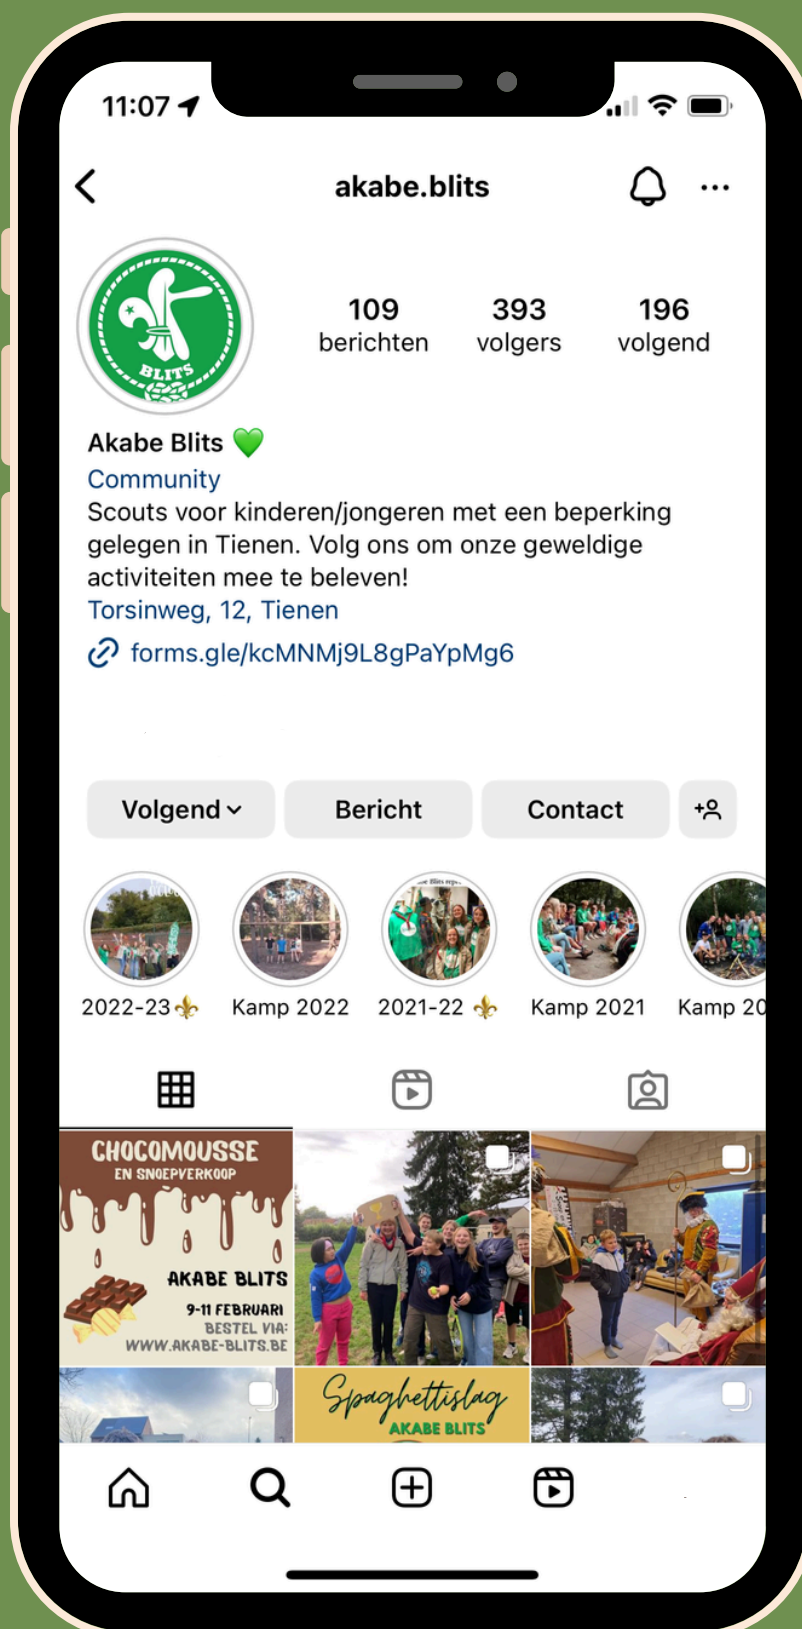 11:07
akabe.blits
BLITS
109
berichten
393
volgers
196
volgend
Akabe Blits
Community
Scouts voor kinderen/jongeren met een beperking
gelegen in Tienen. Volg ons om onze geweldige
activiteiten mee te beleven!
Torsinweg, 12, Tienen
forms.gle/kcMNMj9L8gPaYpMg6
Volgend
Bericht
Contact
2022-23
Kamp 2022
2021-22
Kamp 2021
Kamp 20
CHOCOMOUSSE
EN SNOEPVERKOOP
AKABE BLITS
9-11 FEBRUARI
BESTEL VIA:
WWW.AKABE-BLITS.BE
Spaghettislag
AKABE BLITS